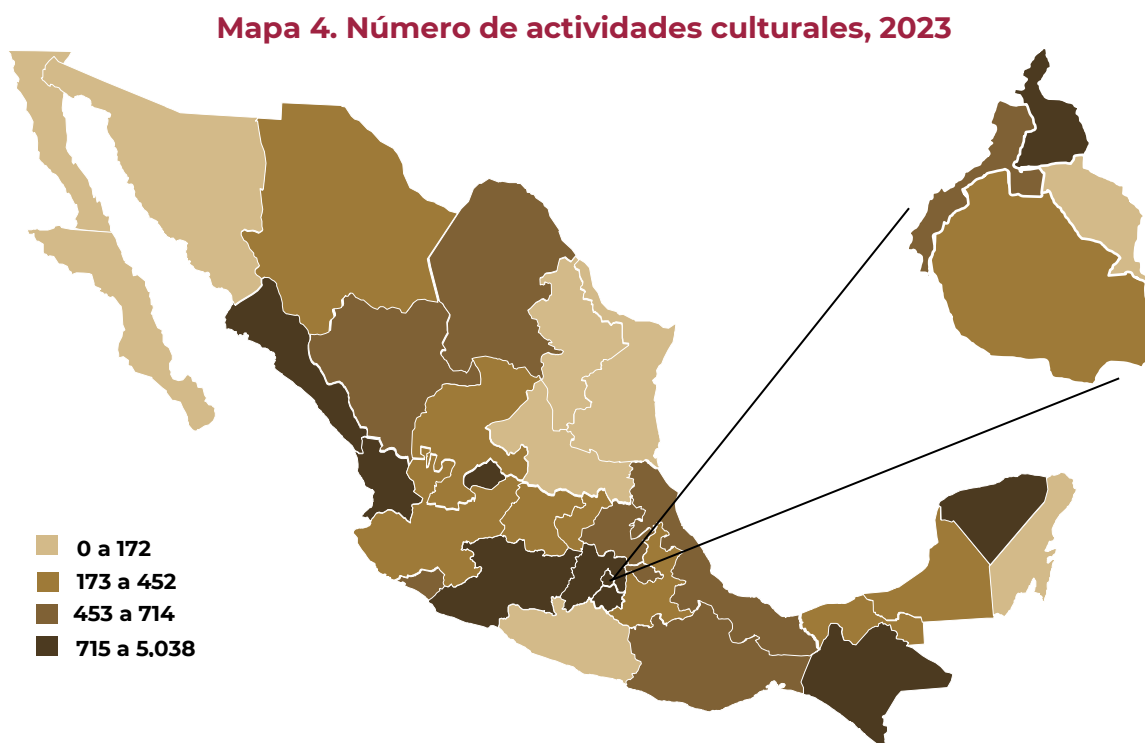 Mapa 4. Número de actividades culturales, 2023
0 a 172
173 a 452
453 a 714
715 a 5,038